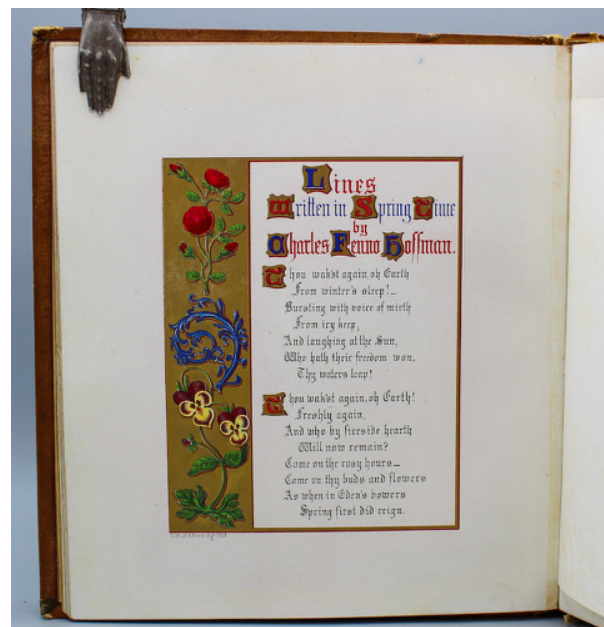 Lines
Written in Spring Time
by
Charles Fenno Hoffman.
Thou wak'st again, oh Earth
From winter's sleep!—
Bursting with voice of mirth
From icy keep,
And laughing at the Sun,
Who hath their freedom won,
Thy waters leap!
Thou wak'st again, oh Earth!
Freshly again,
And who by fireside hearth
Will now remain?
Come on the rosy hours—
Come on thy buds and flowers
As when in Eden's bowers
Spring first did reign.